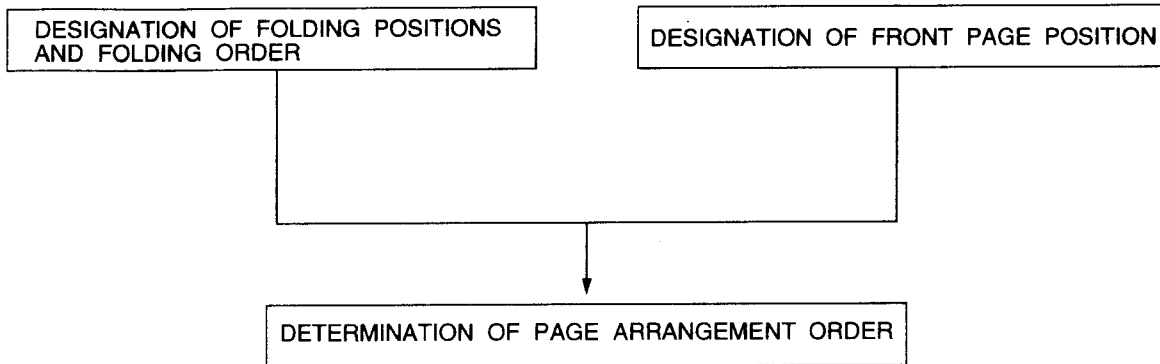 DESIGNATION OF FOLDING POSITIONS
AND FOLDING ORDER
DESIGNATION OF FRONT PAGE POSITION
DETERMINATION OF PAGE ARRANGEMENT ORDER